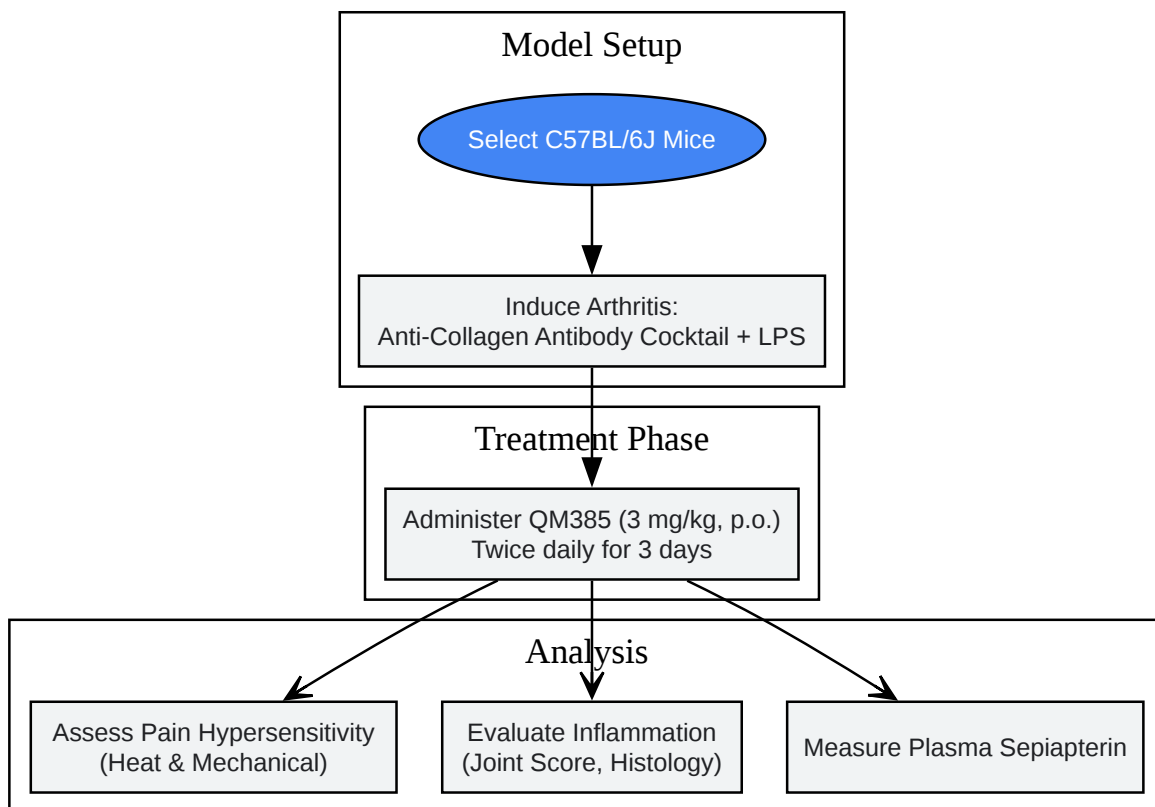 Model Setup
Select C57BL/6J Mice
Induce Arthritis:
Anti-Collagen Antibody Cocktail + LPS
Treatment Phase
Administer QM385 (3 mg/kg, p.o.)
Twice daily for 3 days
Analysis
Assess Pain Hypersensitivity
(Heat & Mechanical)
Evaluate Inflammation
(Joint Score, Histology)
Measure Plasma Sepiapterin